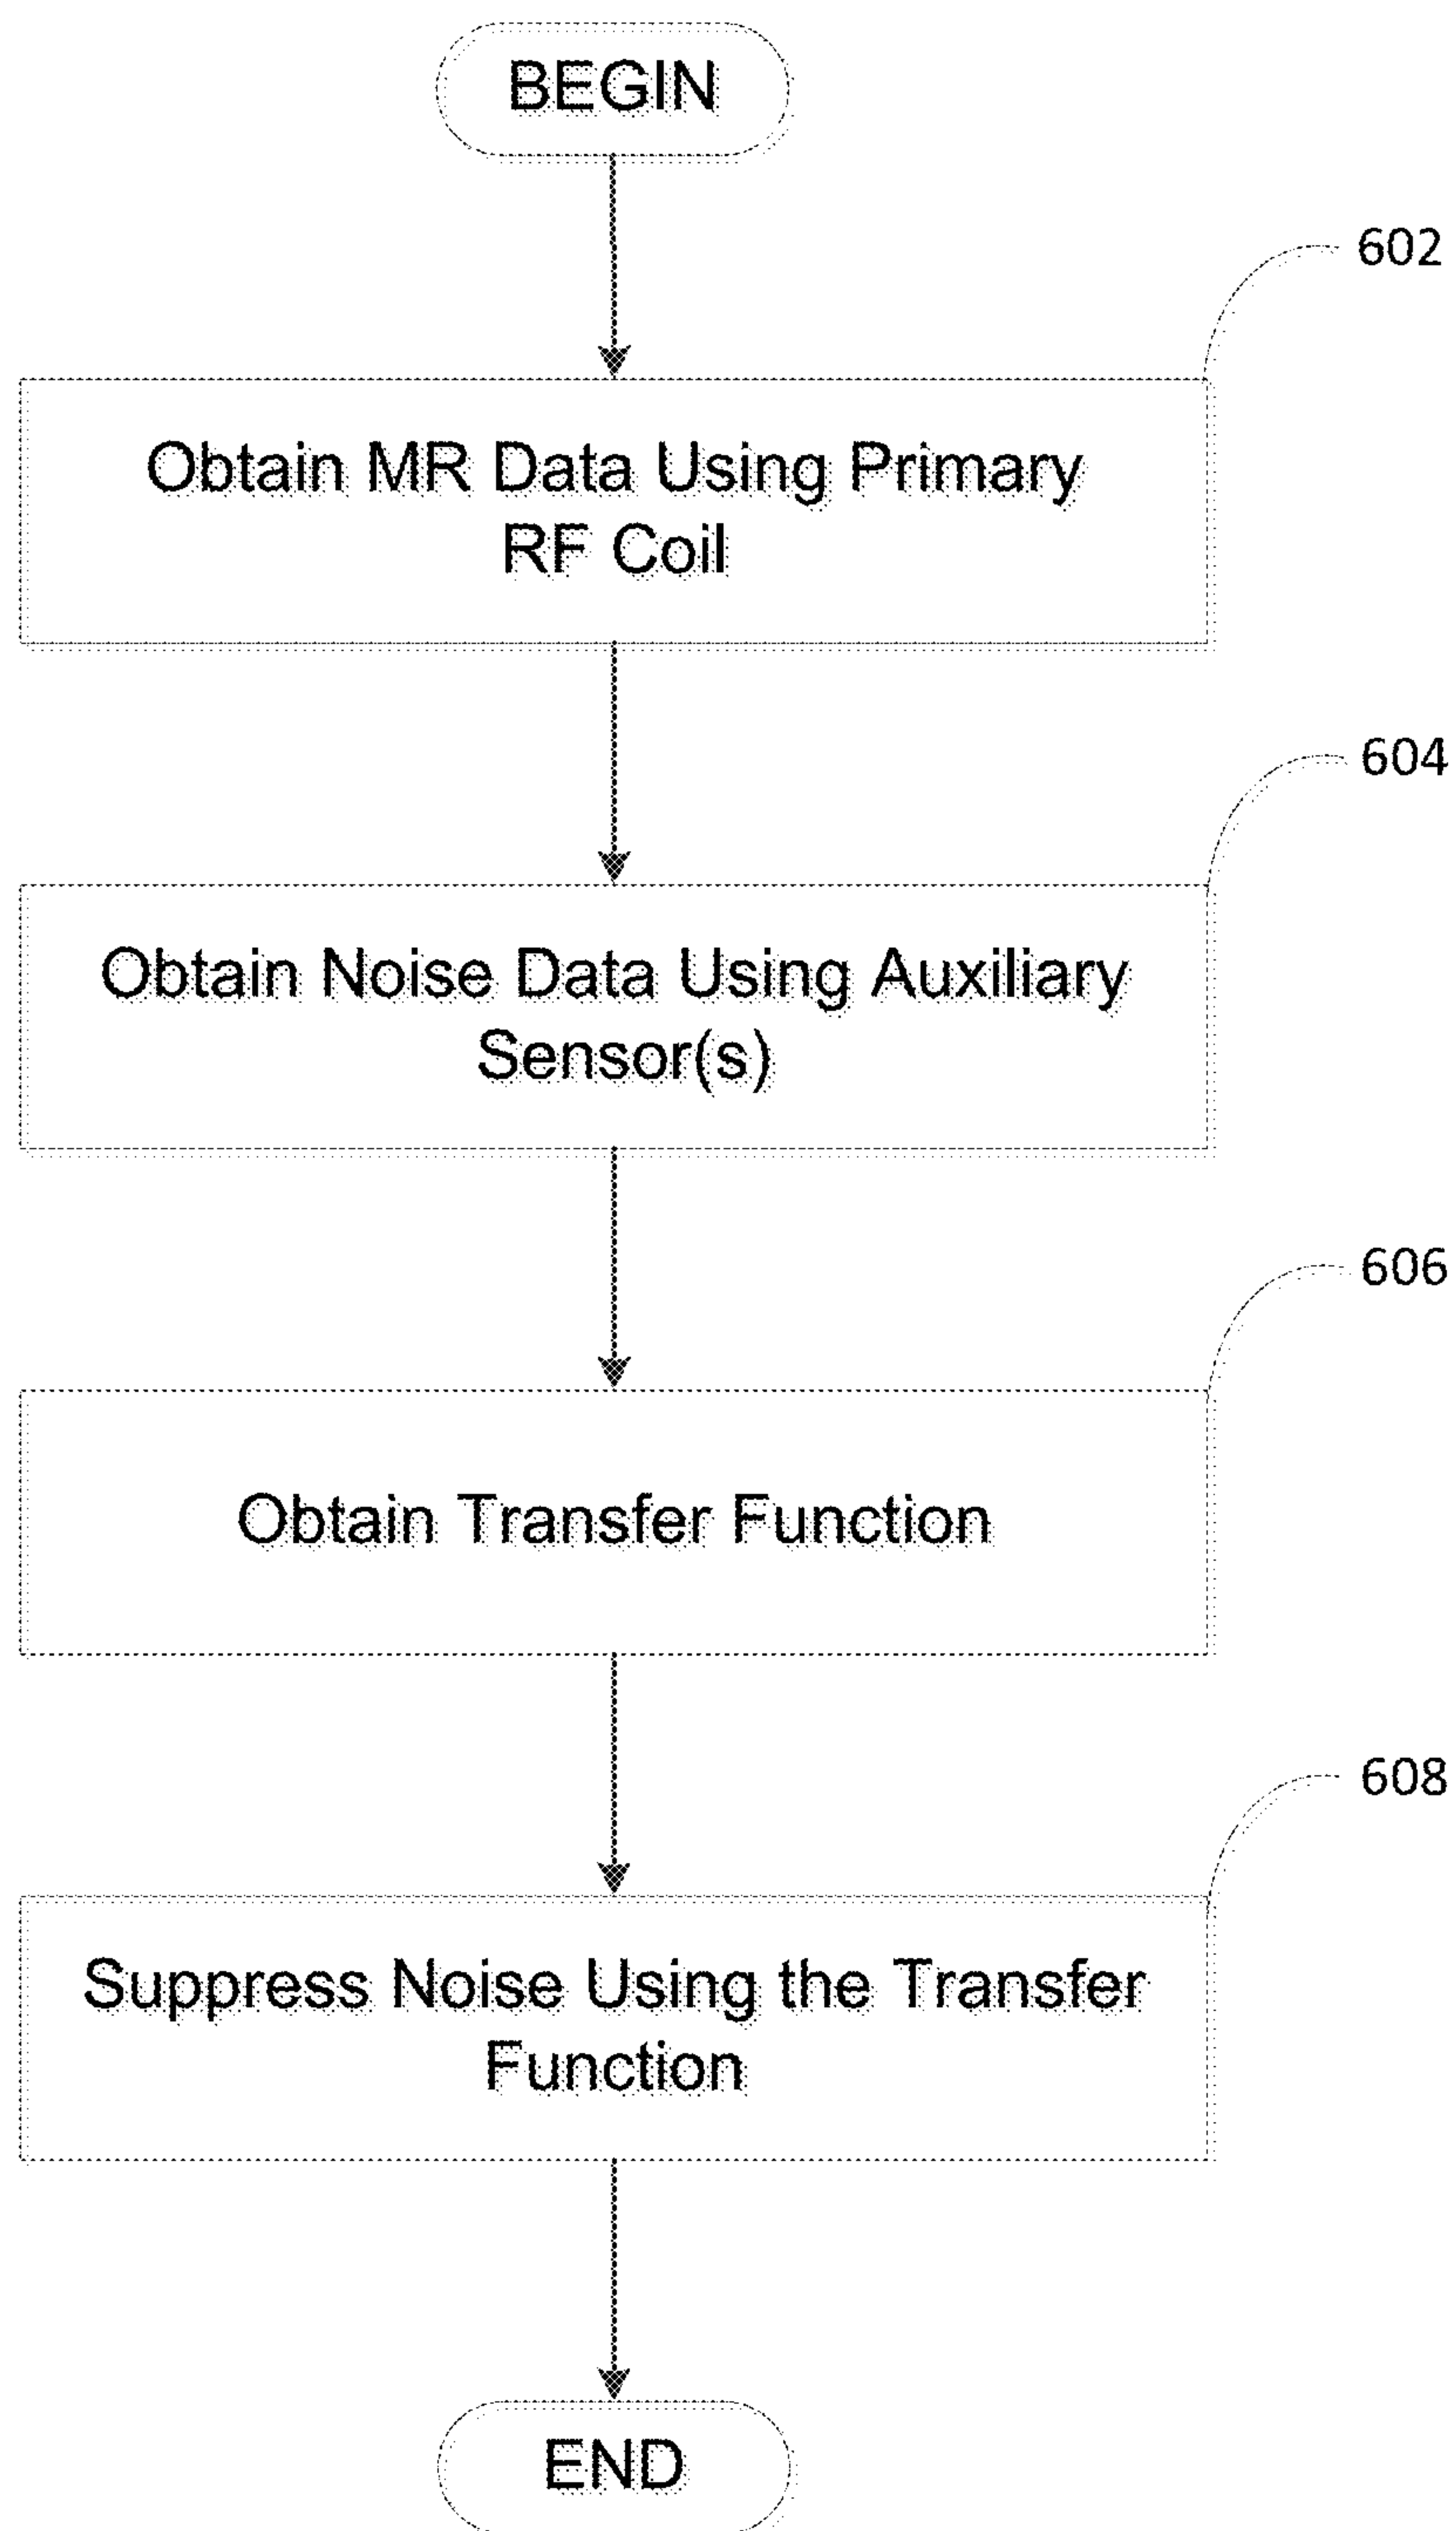 BEGIN
602
Obtain MR Data Using Primary
RF Coil
604
Obtain Noise Data Using Auxiliary
Sensor(s)
606
Obtain Transfer Function
608
Suppress Noise Using the Transfer
Function
END